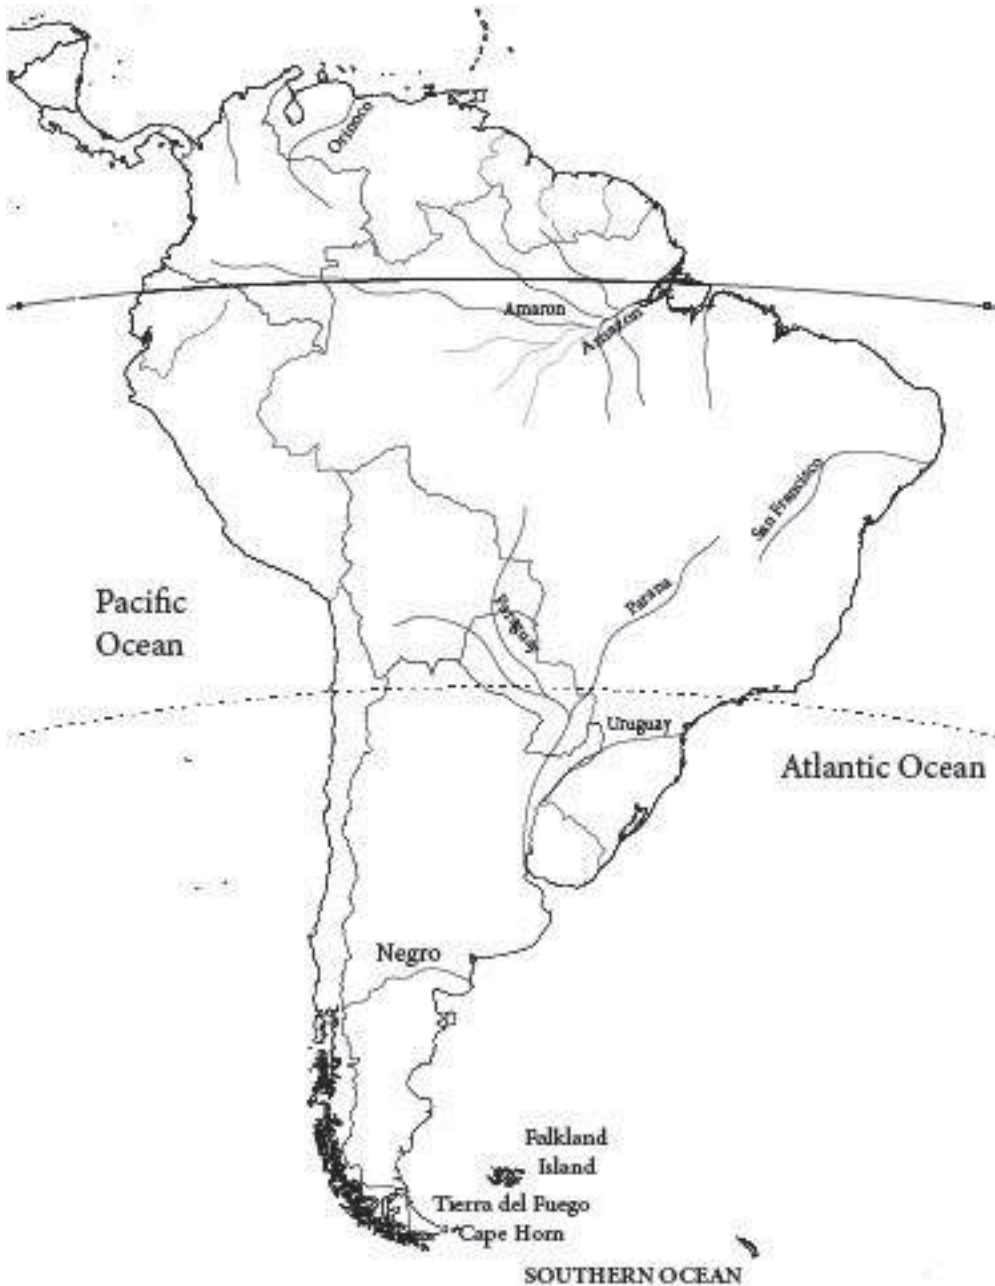 Orinoco
Amaron
Amazon
San Francisco
Parana
Paraguay
Pacific
Ocean
Uruguay
Atlantic Ocean
Negro
Falkland
Island
Tierra del Fuego
Cape Horn
SOUTHERN OCEAN